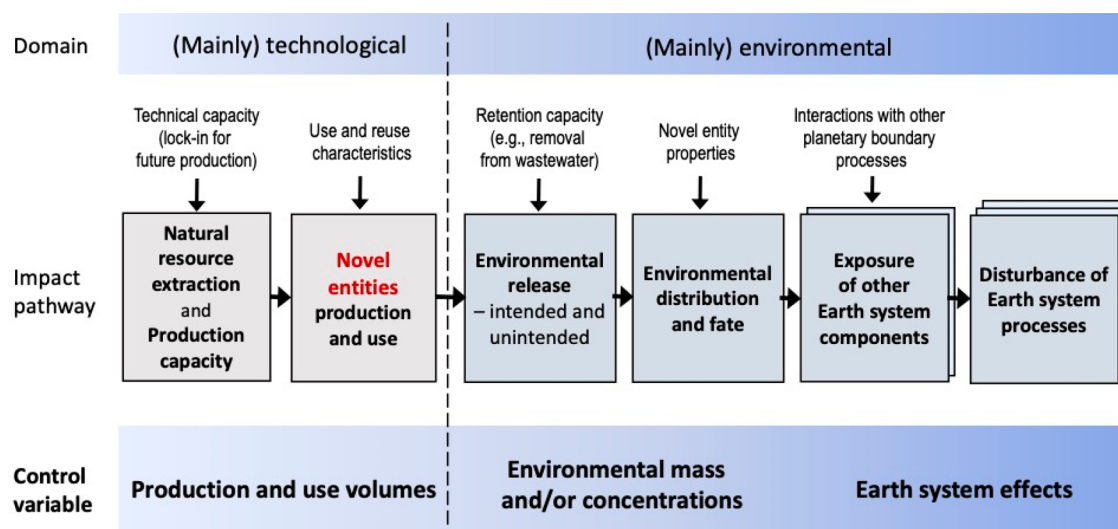 Domain
(Mainly) technological
(Mainly) environmental
Technical capacity
(lock-in for
future production)
Use and reuse
characteristics
Retention capacity
(e.g., removal
from wastewater)
Novel entity
properties
Interactions with other
planetary boundary
processes
Impact
pathway
Natural
resource
extraction
and
Production
capacity
Novel
entities
production
and use
Environmental
release
– intended and
unintended
Environmental
distribution
and fate
Exposure
of other
Earth system
components
Disturbance of
Earth system
processes
Control
variable
Production and use volumes
Environmental mass
and/or concentrations
Earth system effects